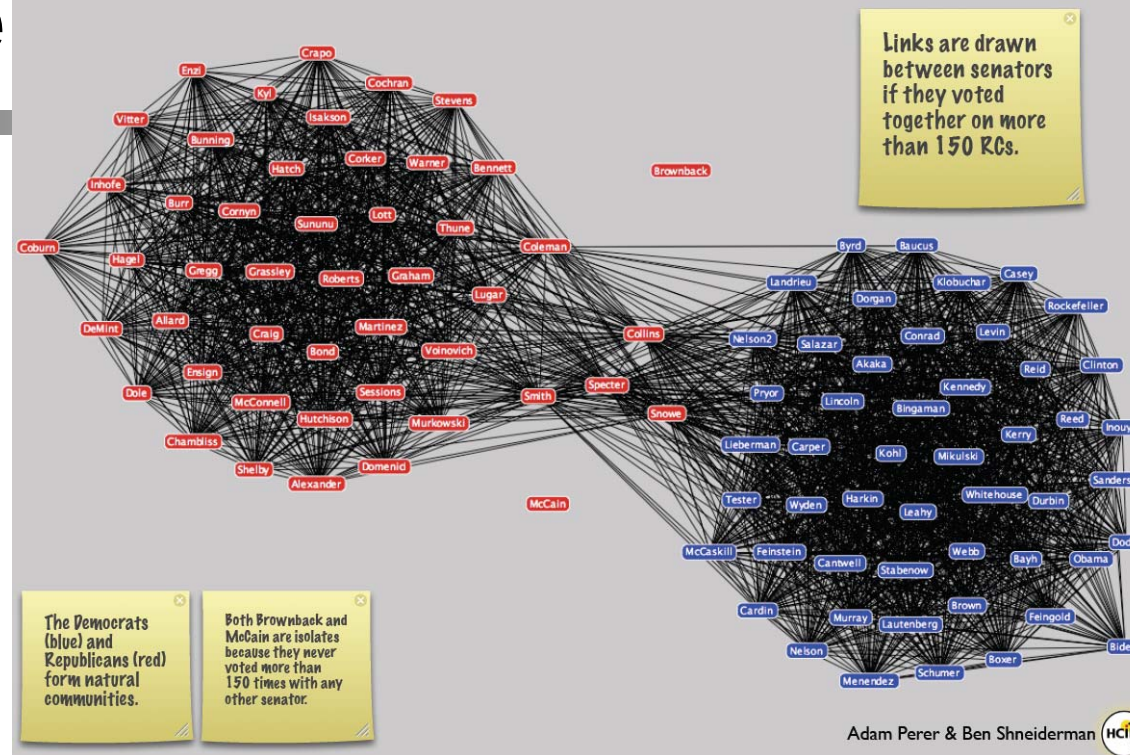 e
Links are drawn
between senators
if they voted
together on more
than 150 RCs.
Crapo
Enzi
Cochran
Kyl
Stevens
Vitter
Isakson
Bunning
Corker
Warner
Hatch
Bennett
Brownback
Inhofe
Burr
Cornyn
Lott
Sununu
Thune
Coburn
Coleman
Byrd
Baucus
Hagel
Gregg
Grassley
Roberts
Graham
Landrieu
Klobuchar
Casey
Lugar
Dorgan
Rockefeller
DeMint
Allard
Craig
Martinez
Collins
Nelson2
Salazar
Conrad
Levin
Bond
Voinovich
Akaka
Reid
Clinton
Ensign
Specter
Kennedy
Dole
McConnell
Sessions
Smith
Pryor
Lincoln
Bingaman
Hutchison
Murkowski
Snowe
Reed
Inouy
Chambliss
Lieberman
Carper
Kerry
Kohl
Mikulski
Shelby
Domenici
Alexander
Sanders
McCain
Tester
Wyden
Harkin
Whitehouse
Durbin
Leahy
McCaskill
Feinstein
Webb
Dod
Cantwell
Stabenow
Bayh
Obama
Cardin
Murray
Lautenberg
Brown
Feingold
Nelson
Bide
Menendez
Schumer
Boxer
The Democrats
(blue) and
Republicans (red)
form natural
communities.
Both Brownback and
McCain are isolates
because they never
voted more than
150 times with any
other senator.
Adam Perer & Ben Shneiderman
HCI